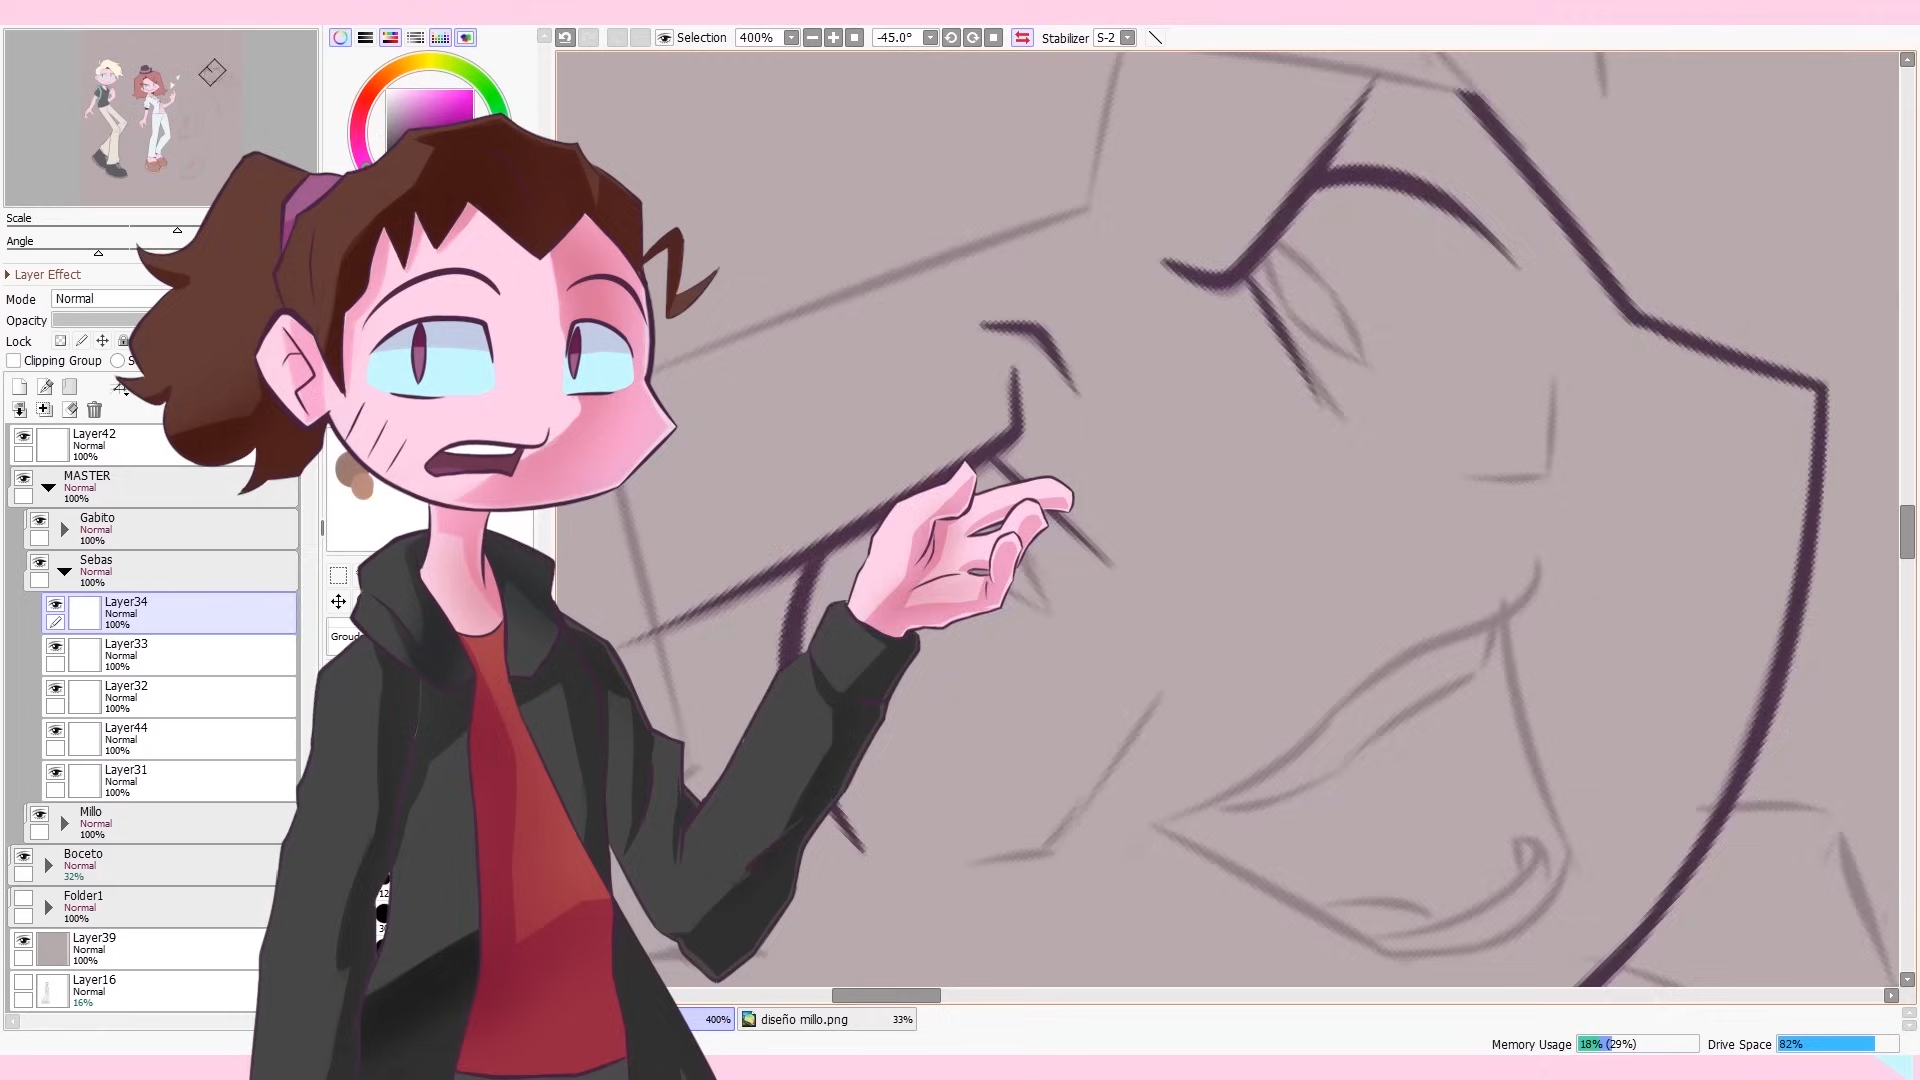 Selection
400%
-45.0°
Stabilizer S-2
Scale
Angle
Layer Effect
Mode Normal
Opacity
Lock
Clipping Group
Layer42
Normal
100%
MASTER
Normal
100%
Gabito
Normal
100%
Sebas
Normal
100%
Layer34
Normal
100%
Layer33
Normal
100%
Layer32
Normal
100%
Layer44
Normal
100%
Layer31
Normal
100%
Millo
Normal
100%
Boceto
Normal
32%
Folder1
Normal
100%
Layer39
Normal
100%
Layer16
Normal
16%
12
400%
diseño millo.png 33%
Memory Usage 18% (29%) Drive Space 82%